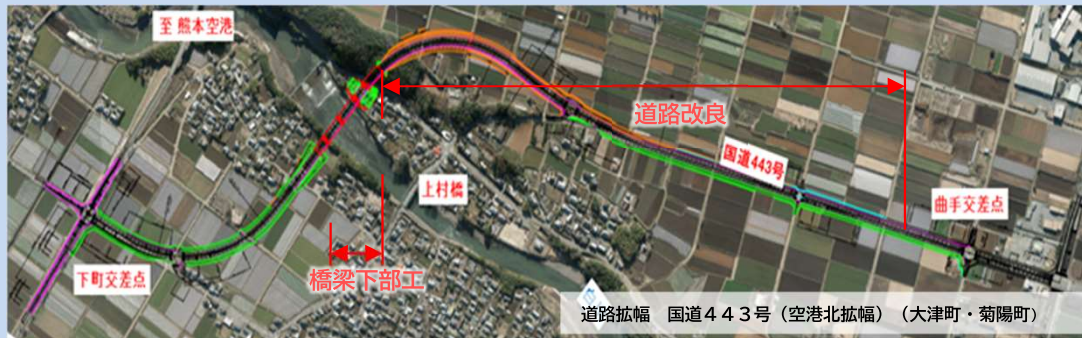 至 熊本空港
道路改良
国道443号
上村橋
曲手交差点
下町交差点
橋梁下部工
道路拡幅　国道４４３号（空港北拡幅）（大津町・菊陽町）